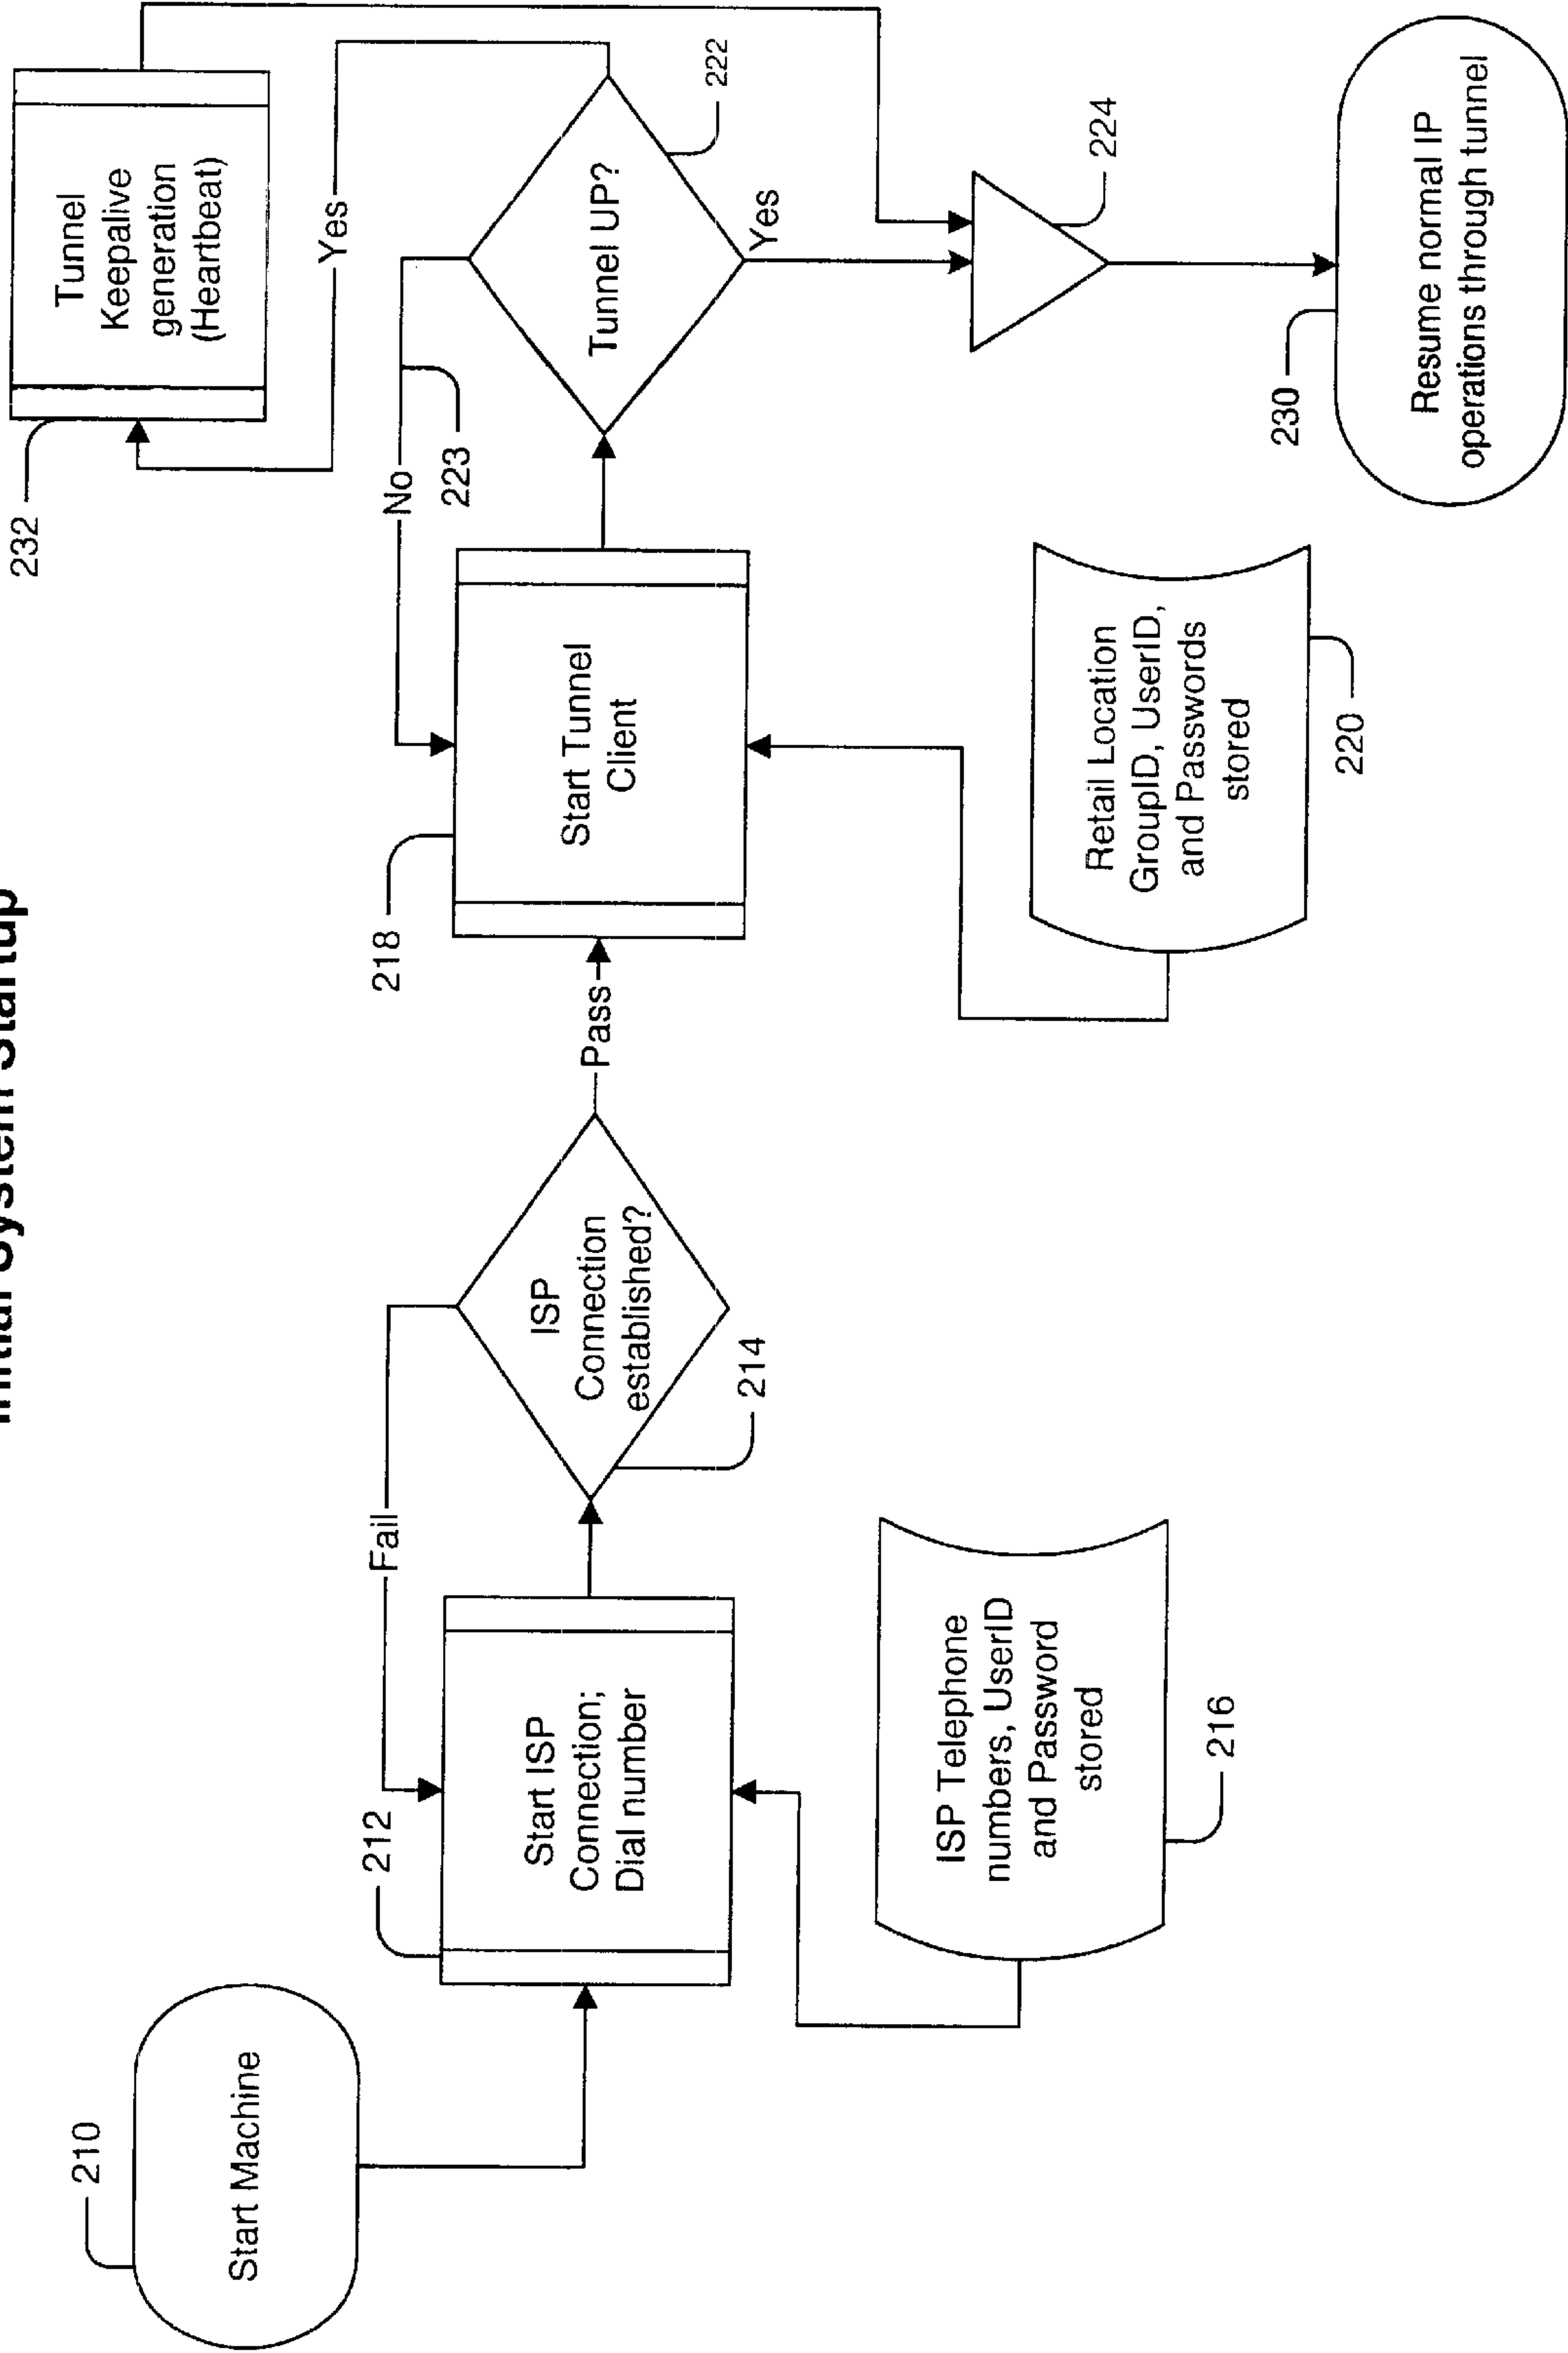 Initial System Startup
210
Start Machine
212
Start ISP
Connection;
Dial number
Fail
ISP Telephone
numbers, UserID
and Password
stored
216
ISP
Connection
established?
214
Pass
218
Start Tunnel
Client
No
223
Retail Location
GroupID, UserID,
and Passwords
stored
220
Tunnel UP?
222
Yes
Yes
232
Tunnel
Keepalive
generation
(Heartbeat)
224
230
Resume normal IP
operations through tunnel